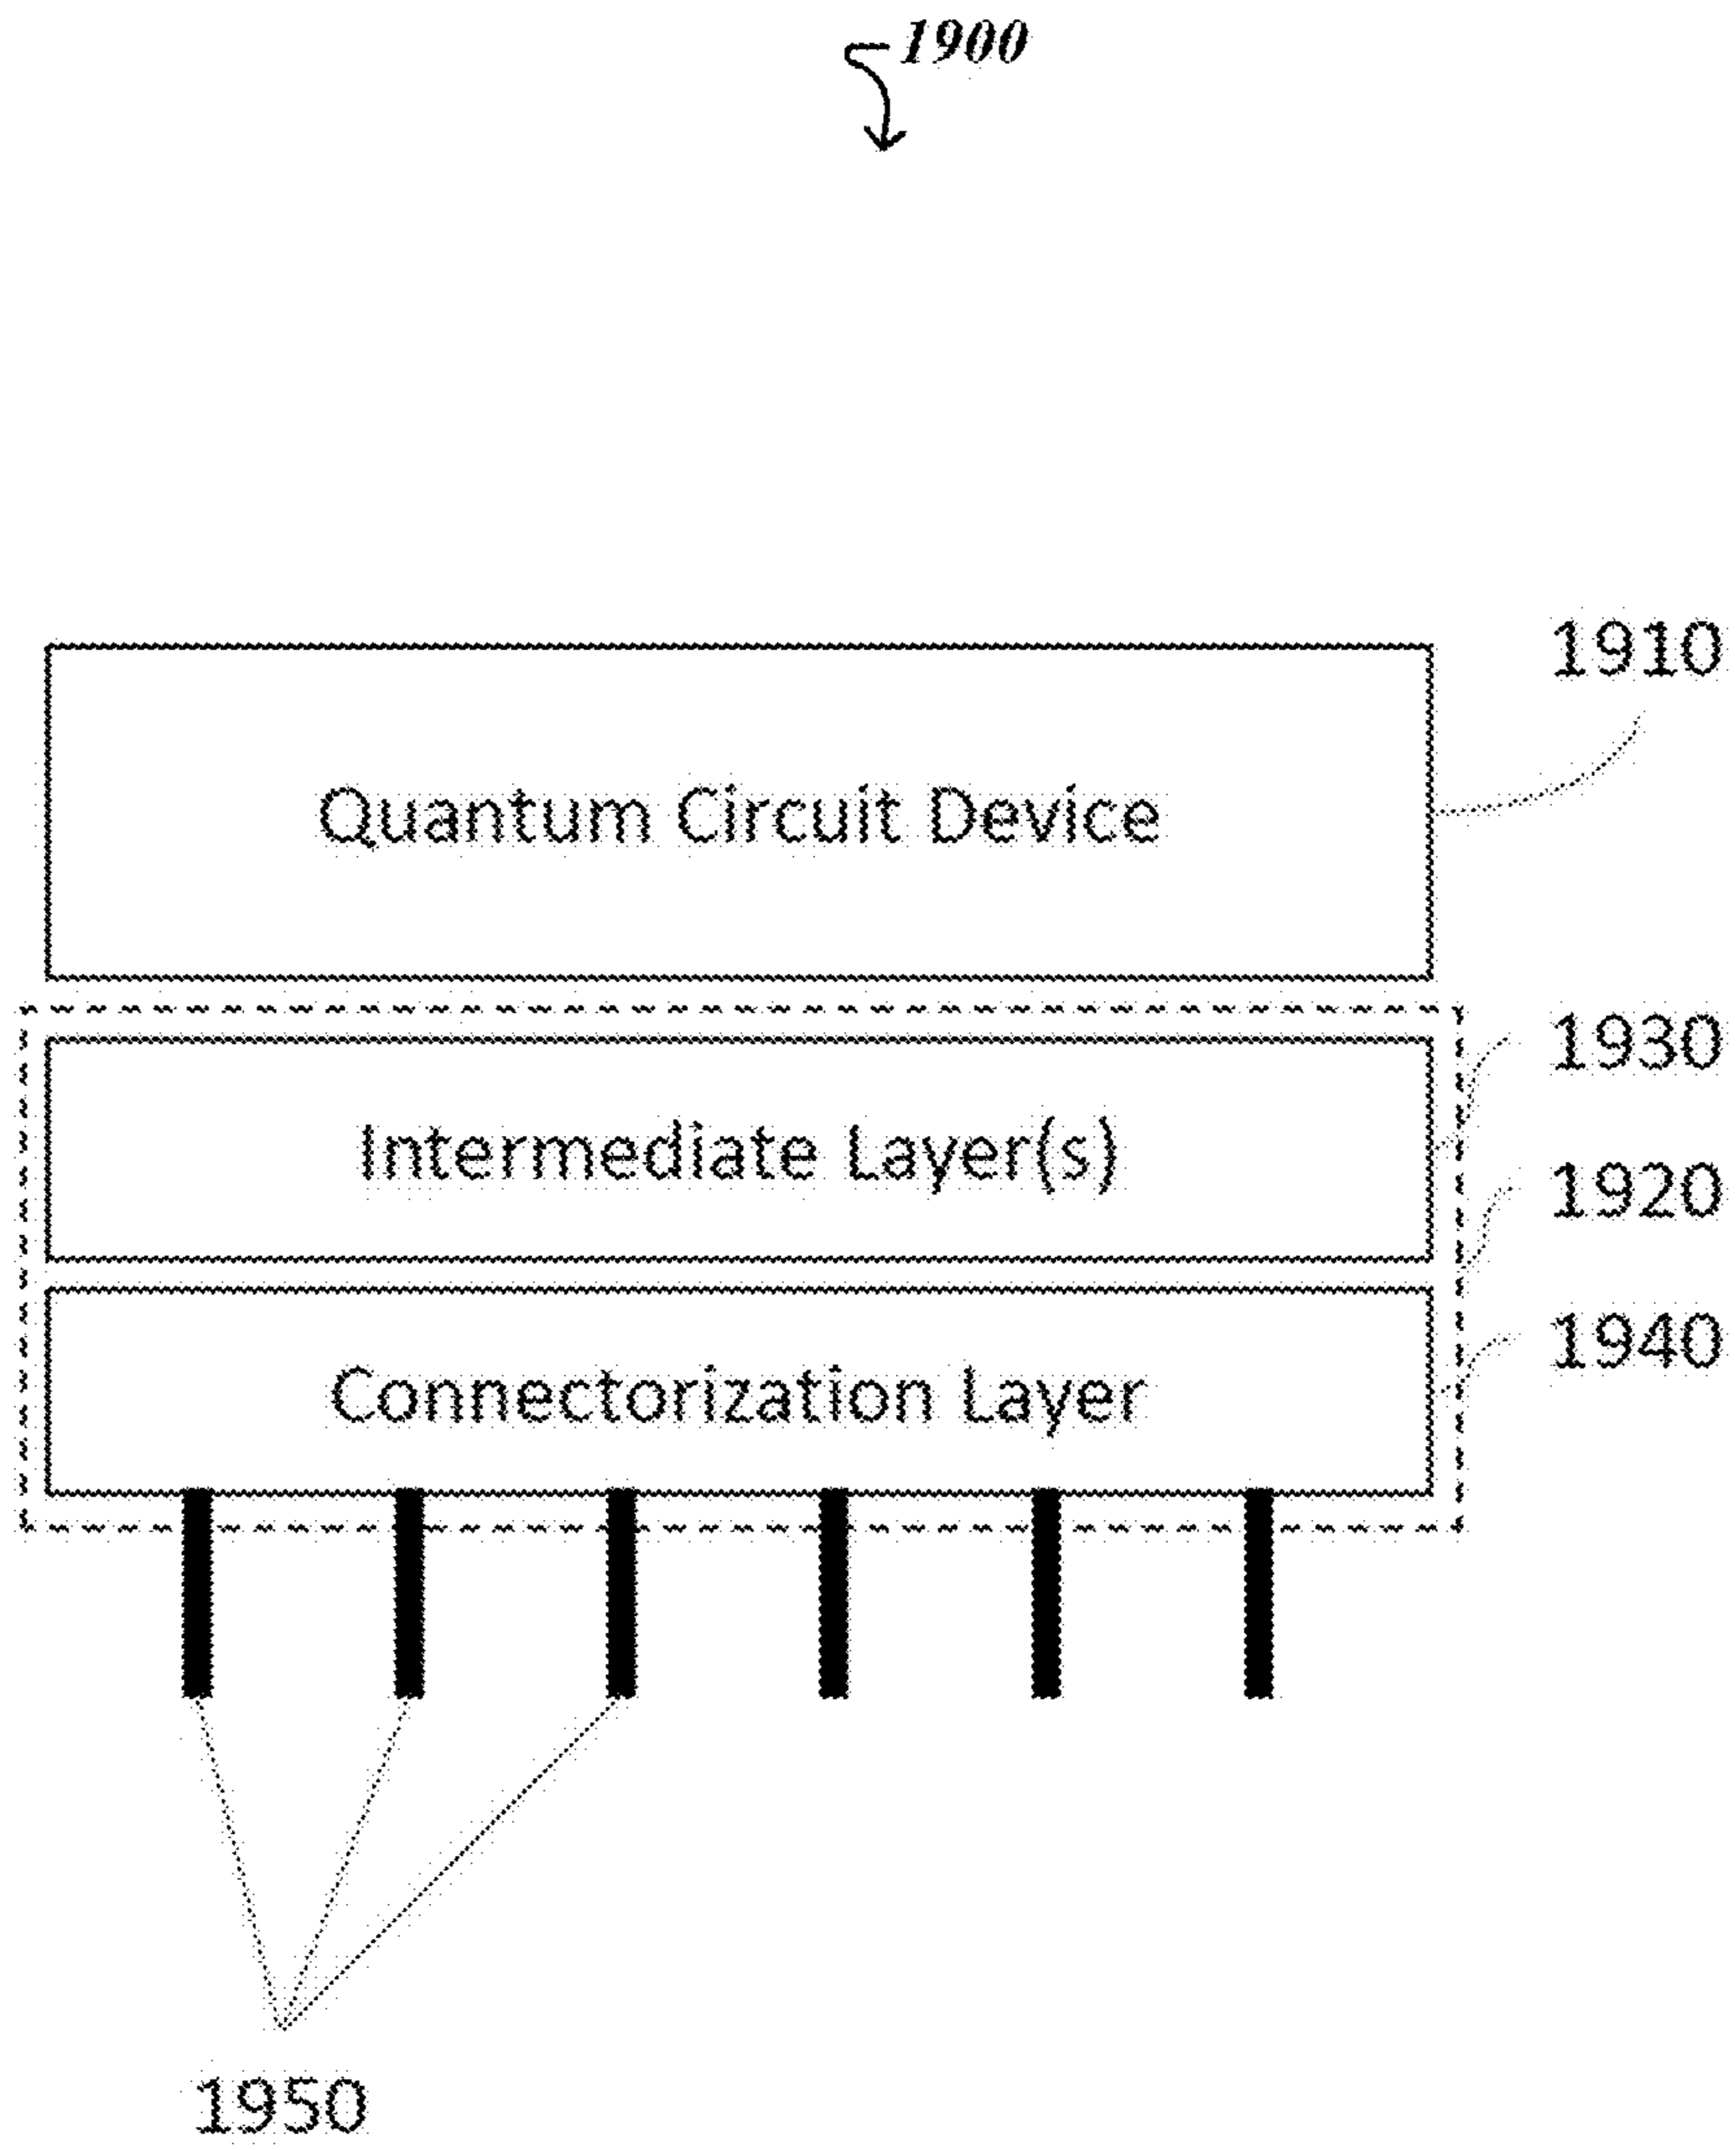 1900
1910
Quantum Circuit Device
1930
Intermediate Layer(s)
1920
1940
Connectorization Layer
1950